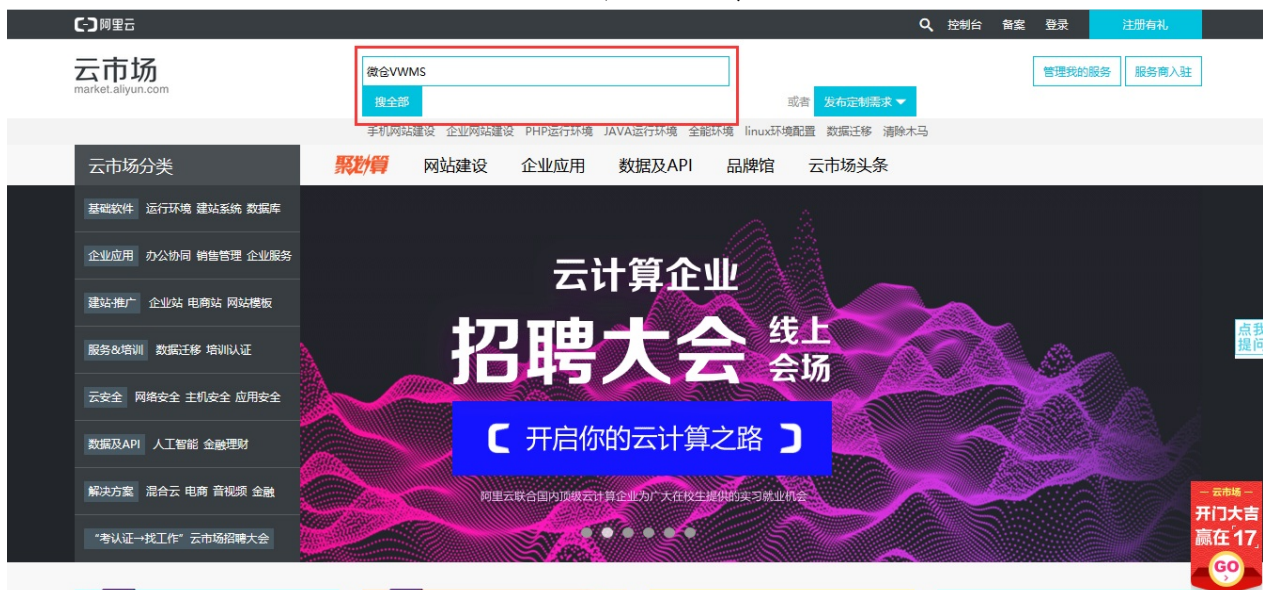 阿里云
控制台 备案 登录 注册有礼
云市场
market.aliyun.com
微仓VWMS
搜全部
或者 发布定制需求
管理我的服务 服务商入驻
手机网站建设 企业网站建设 PHP运行环境 JAVA运行环境 全能环境 linux环境配置 数据迁移 清除木马
云市场分类
聚划算 网站建设 企业应用 数据及API 品牌馆 云市场头条
基础软件 运行环境 建站系统 数据库
企业应用 办公协同 销售管理 企业服务
建站推广 企业站 电商站 网站模板
服务&培训 数据迁移 培训认证
云安全 网络安全 主机安全 应用安全
数据及API 人工智能 金融理财
解决方案 混合云 电商 音视频 金融
“考认证→找工作”云市场招聘大会
云计算企业
招聘大会 线上会场
【 开启你的云计算之路 】
阿里云联合国内顶级云计算企业为广大在校生提供的实习就业机会
点我
提问
云市场
开门大吉
赢在17
GO